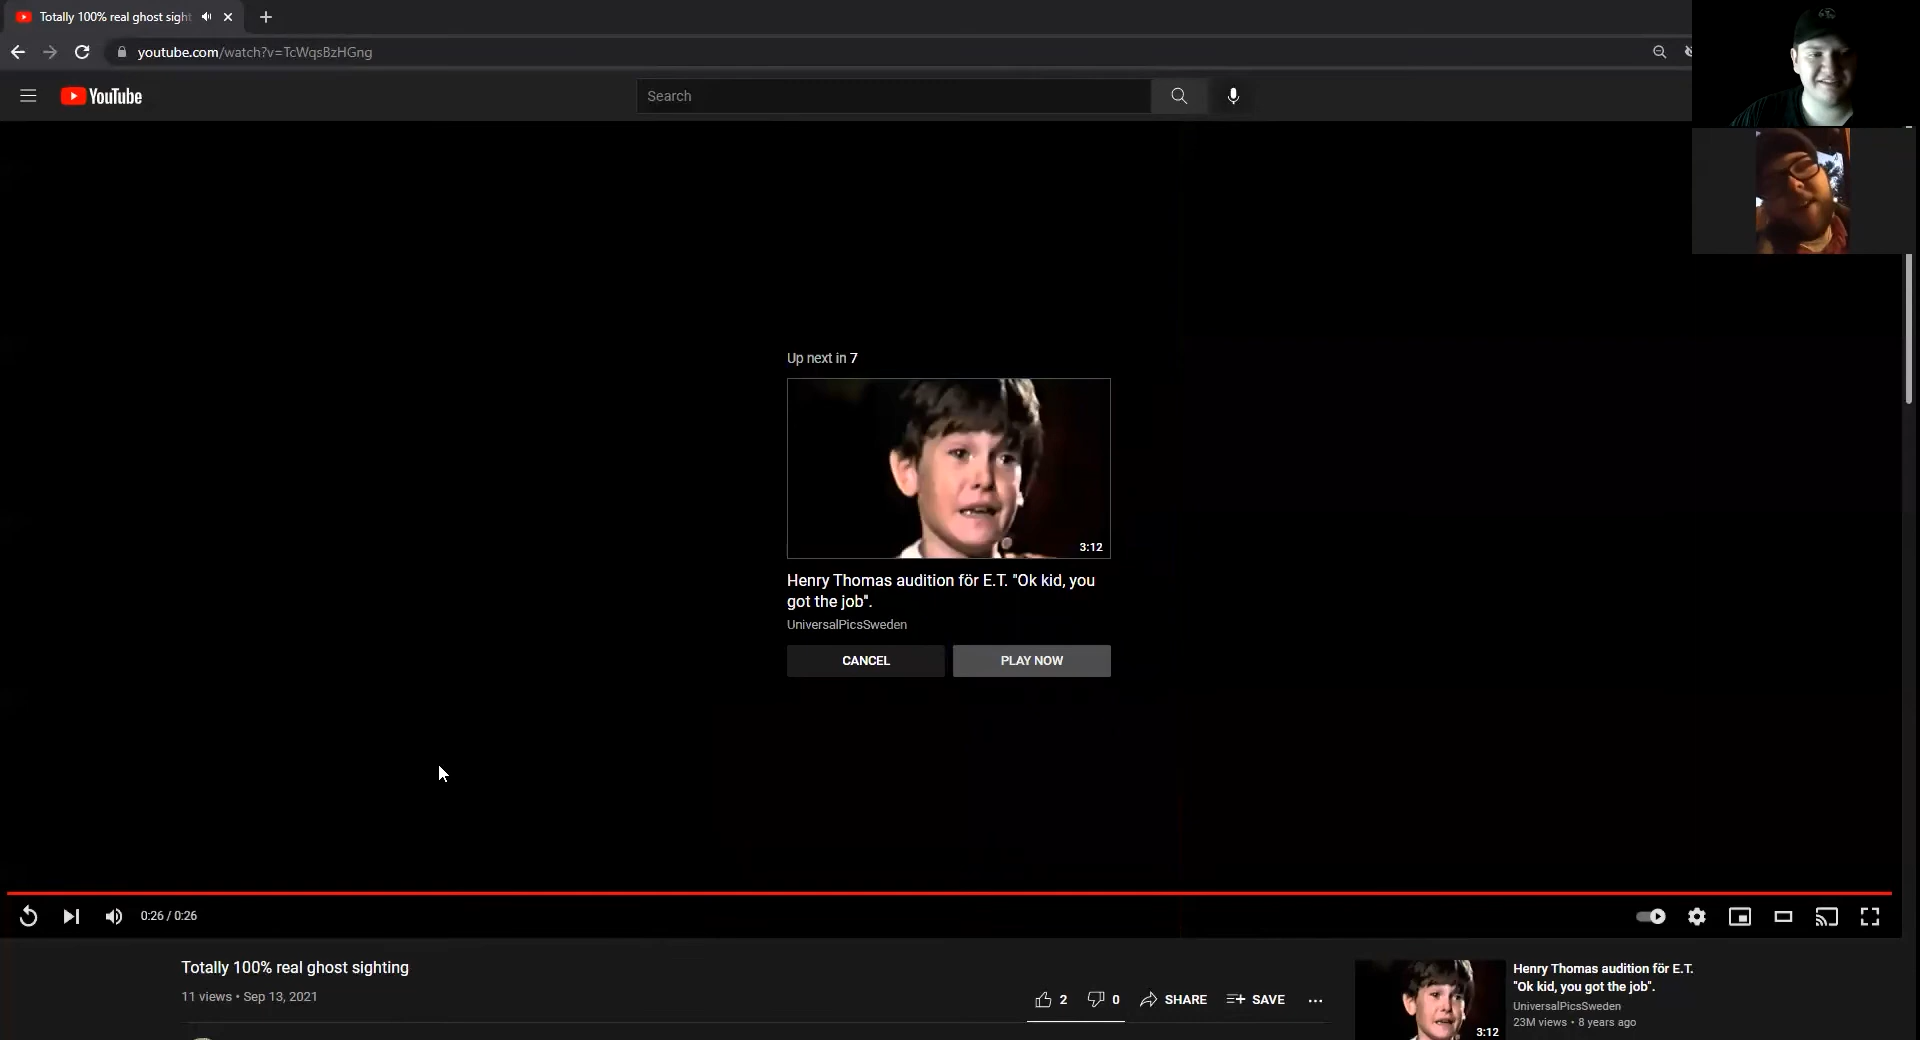 Totally 100% real ghost sight
youtube.com/watch?v=TcWqsBzHGng
YouTube
Search
Up next in 7
3:12
Henry Thomas audition för E.T. "Ok kid, you
got the job".
UniversalPicsSweden
CANCEL
PLAY NOW
0:26 / 0:26
Totally 100% real ghost sighting
11 views • Sep 13, 2021
2
0
SHARE
SAVE
Henry Thomas audition för E.T.
"Ok kid, you got the job".
UniversalPicsSweden
23M views • 8 years ago
3:12